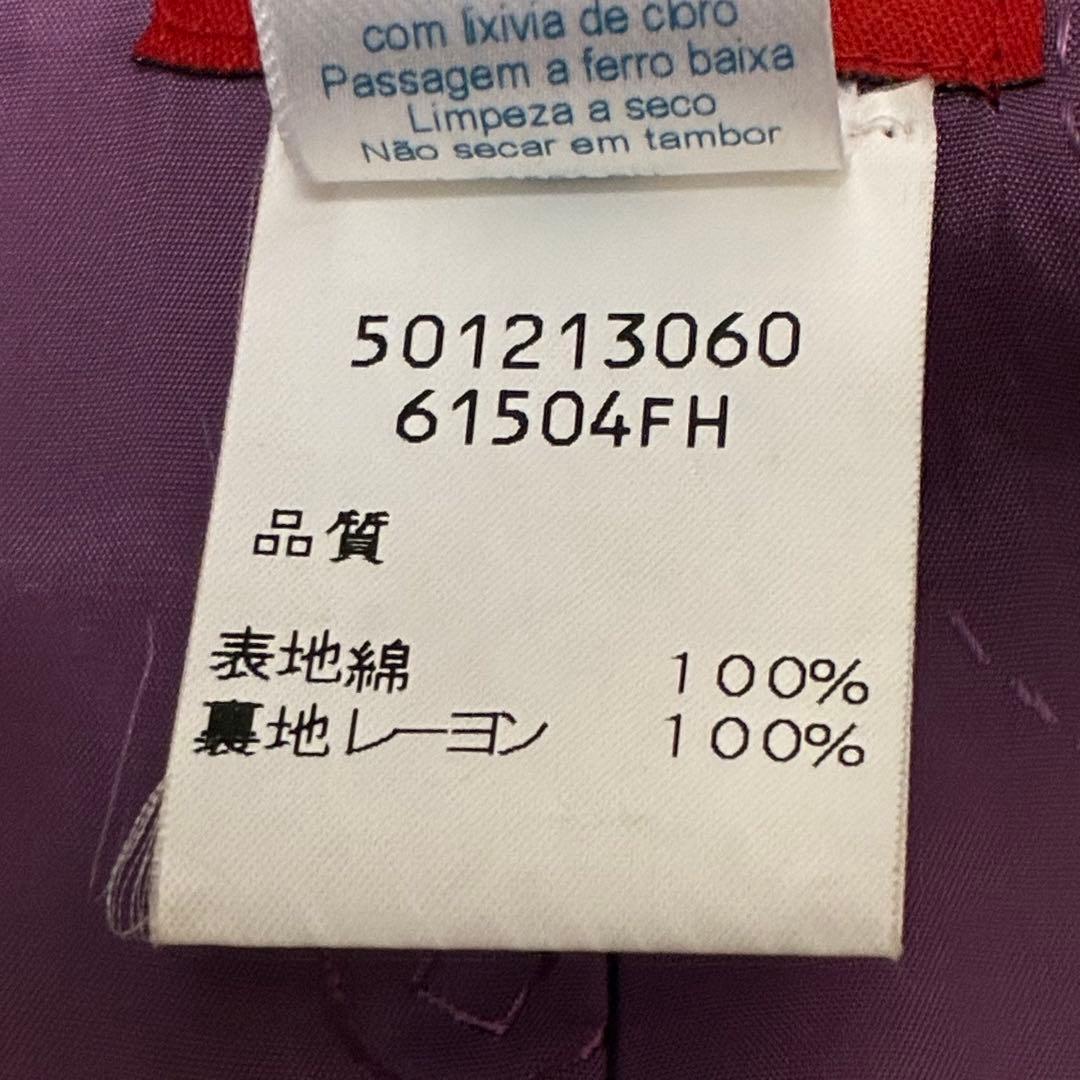 com lixivia de cloro
Passagem a ferro baixa
Limpeza a seco
Não secar em tambor
501213060
61504FH
品質
表地綿 100%
裏地レーヨン 100%